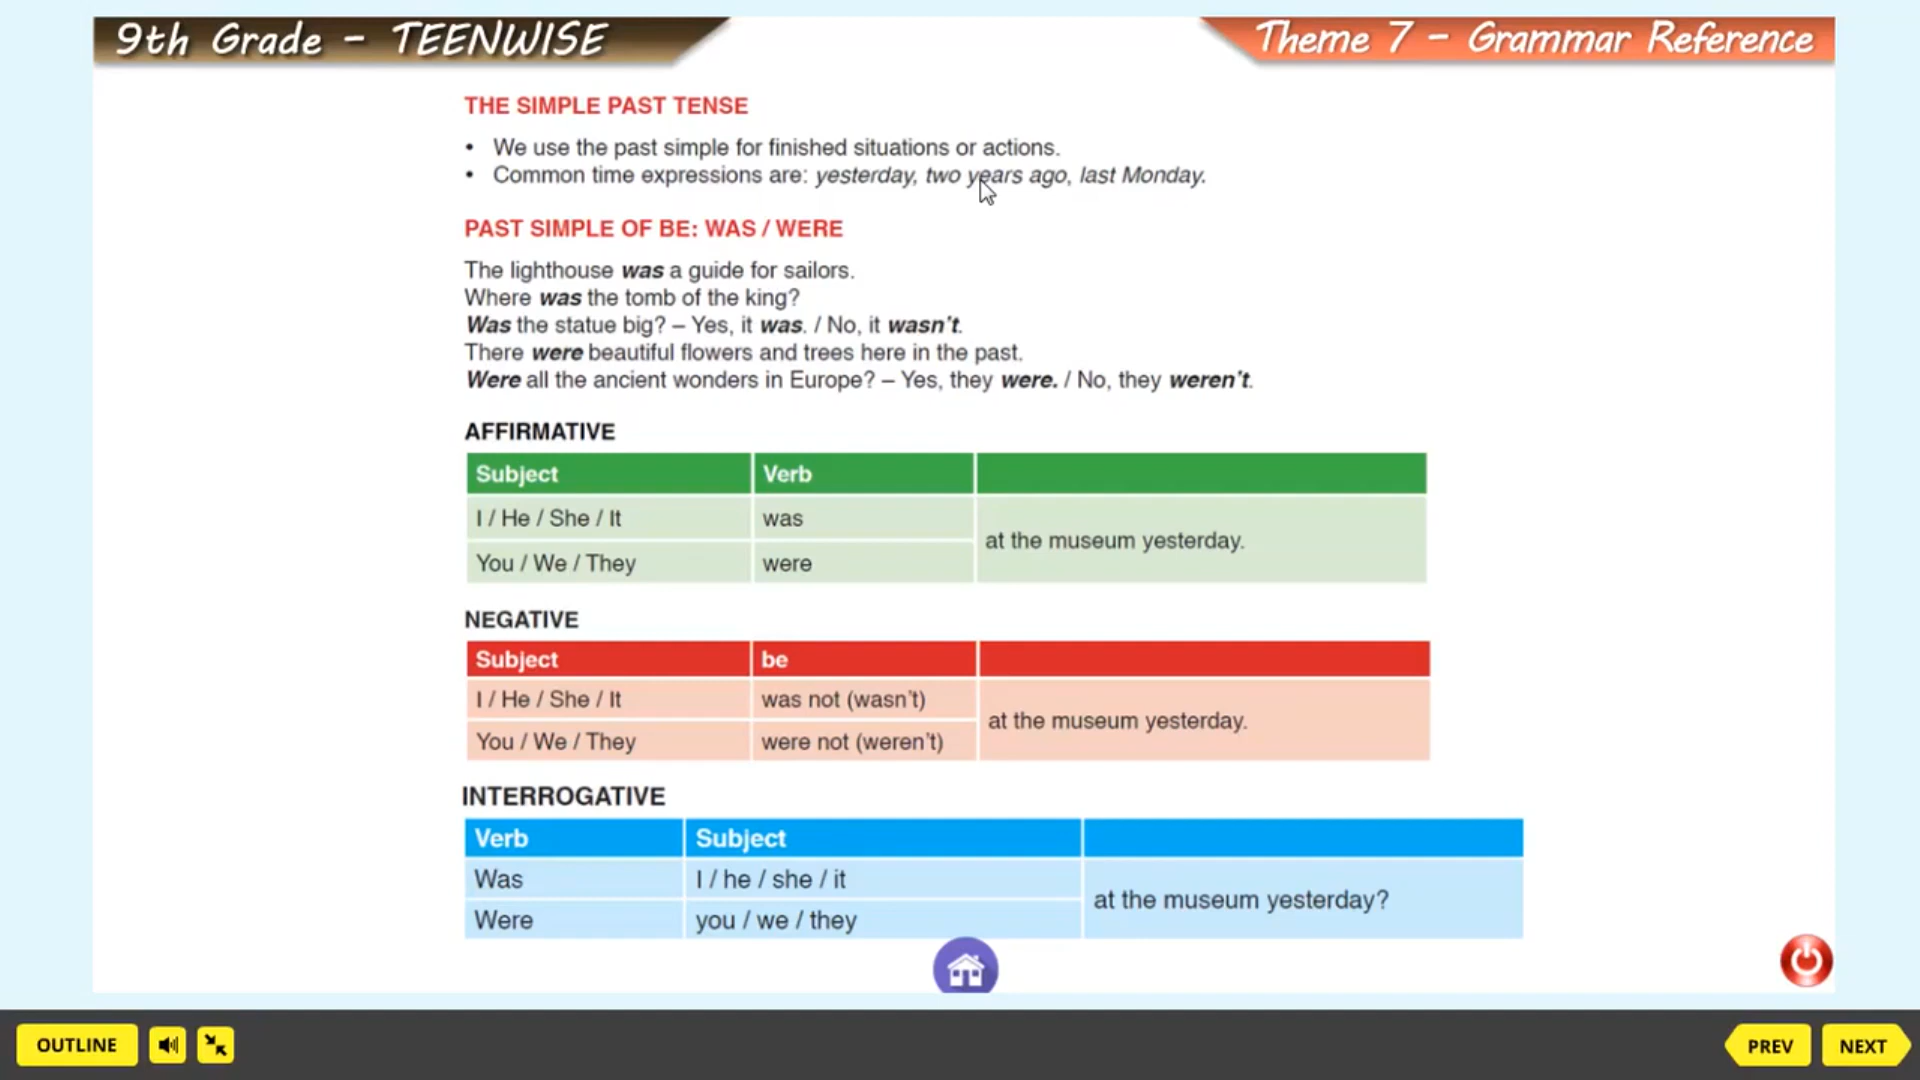 9th Grade - TEENWISE
Theme 7 - Grammar Reference
THE SIMPLE PAST TENSE
• We use the past simple for finished situations or actions.
• Common time expressions are: yesterday, two years ago, last Monday.
PAST SIMPLE OF BE: WAS / WERE
The lighthouse was a guide for sailors.
Where was the tomb of the king?
Was the statue big? – Yes, it was. / No, it wasn't.
There were beautiful flowers and trees here in the past.
Were all the ancient wonders in Europe? – Yes, they were. / No, they weren't.
AFFIRMATIVE
Subject Verb
I / He / She / It was
at the museum yesterday.
You / We / They were
NEGATIVE
Subject be
I / He / She / It was not (wasn't)
at the museum yesterday.
You / We / They were not (weren't)
INTERROGATIVE
Verb Subject
Was I / he / she / it
at the museum yesterday?
Were you / we / they
OUTLINE
PREV NEXT